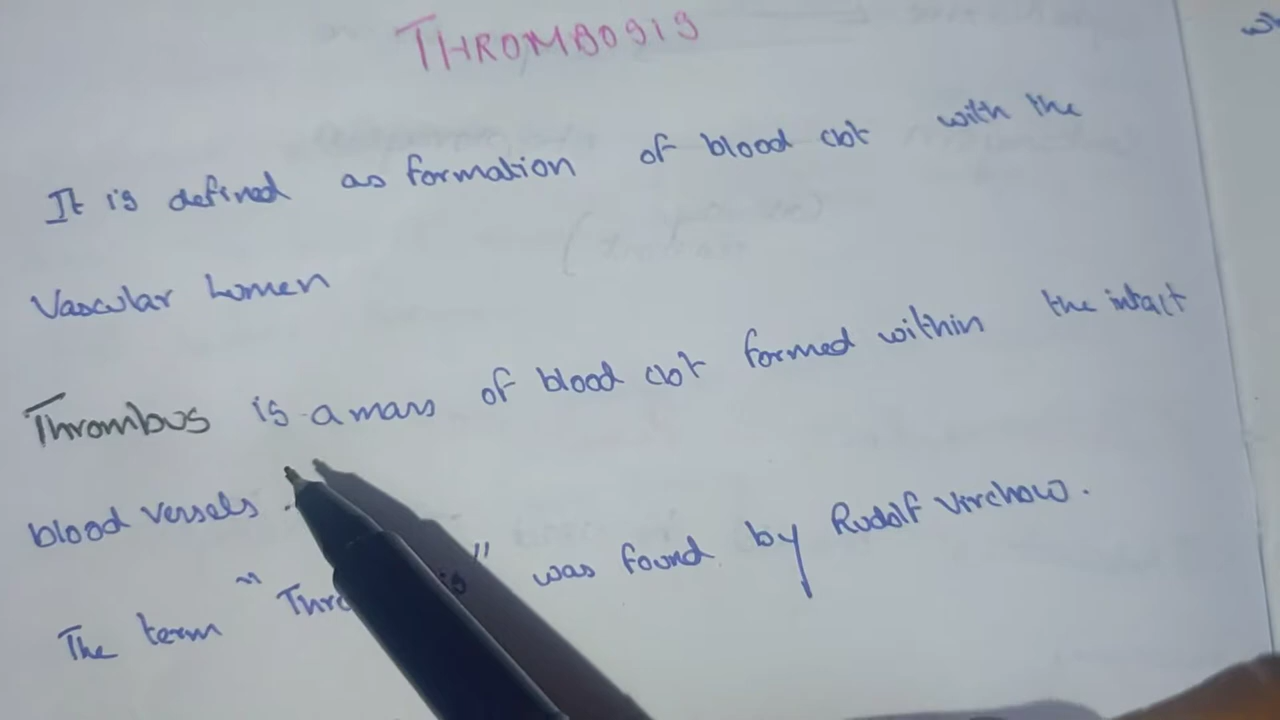 THROMBOSIS
It is defined as formation of blood clot with the
Vascular Lumen
Thrombus is a mass of blood clot formed within the intact
blood vessels.
The term " " was found by Rudolf Virchow.